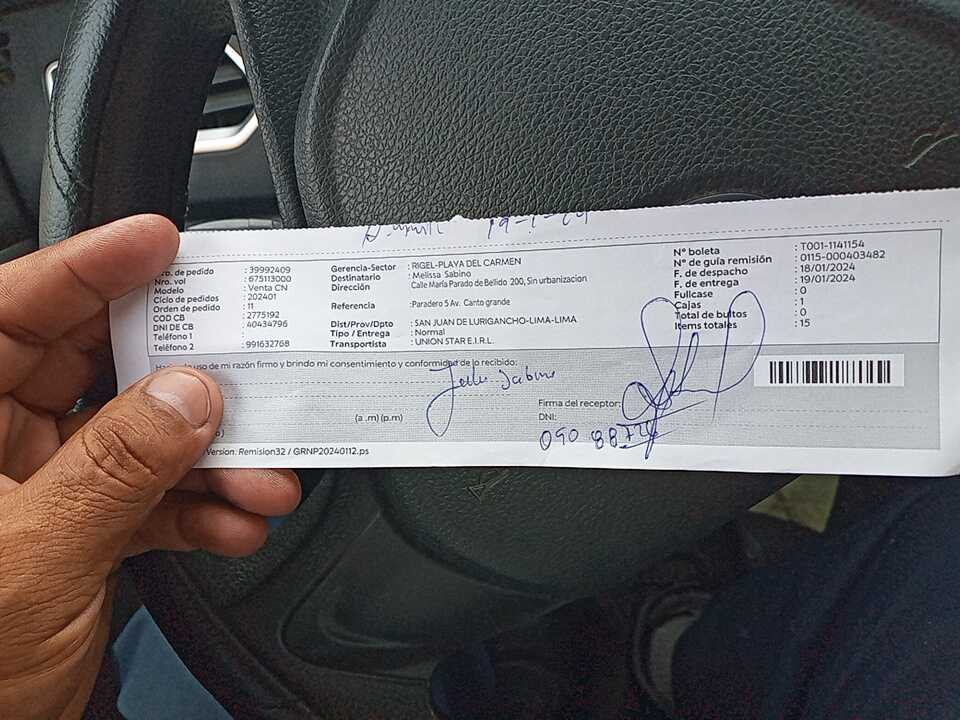 19-1-24
Nro. de pedido : 39992409
Nro. vol : 675113000
Modelo : Venta CN
Ciclo de pedidos : 202401
Orden de pedido : 11
COD CB : 2775192
DNI DE CB : 40434796
Teléfono 1 :
Teléfono 2 : 991632768
Gerencia-Sector : RIGEL-PLAYA DEL CARMEN
Destinatario : Melissa Sabino
Dirección Calle María Parado de Bellido 200, Sin urbanizacion
Referencia :Paradero 5 Av. Canto grande
Dist/Prov/Dpto : SAN JUAN DE LURIGANCHO-LIMA-LIMA
Tipo / Entrega : Normal
Transportista : UNION STAR E.I.R.L.
N° boleta : T001-1141154
N° de guía remisión : 0115-000403482
F. de despacho : 18/01/2024
F. de entrega : 19/01/2024
Fullcase : 0
Cajas : 1
Total de bultos : 0
Items totales : 15
uso de mi razón firmo y brindo mi consentimiento y conformidad de lo recibido:
Sabino
(a .m) (p.m)
Firma del receptor:
DNI:
090 8872
Version. Remision32 / GRNP20240112.ps